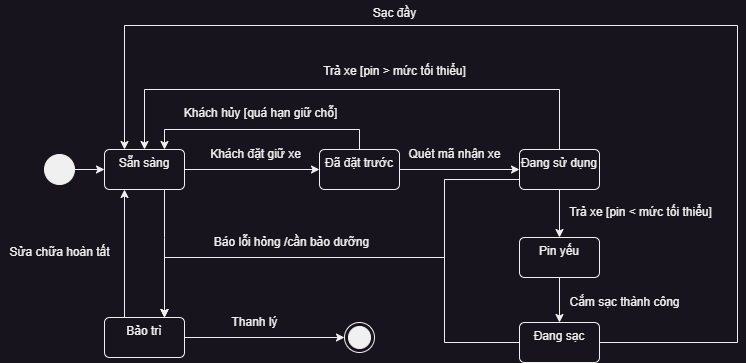 Sạc đầy
Trả xe [pin > mức tối thiểu]
Khách hủy [quá hạn giữ chỗ]
Sẵn sàng
Khách đặt giữ xe
Đã đặt trước
Quét mã nhận xe
Đang sử dụng
Trả xe [pin < mức tối thiểu]
Sửa chữa hoàn tất
Báo lỗi hỏng /cần bảo dưỡng
Pin yếu
Cắm sạc thành công
Bảo trì
Thanh lý
Đang sạc